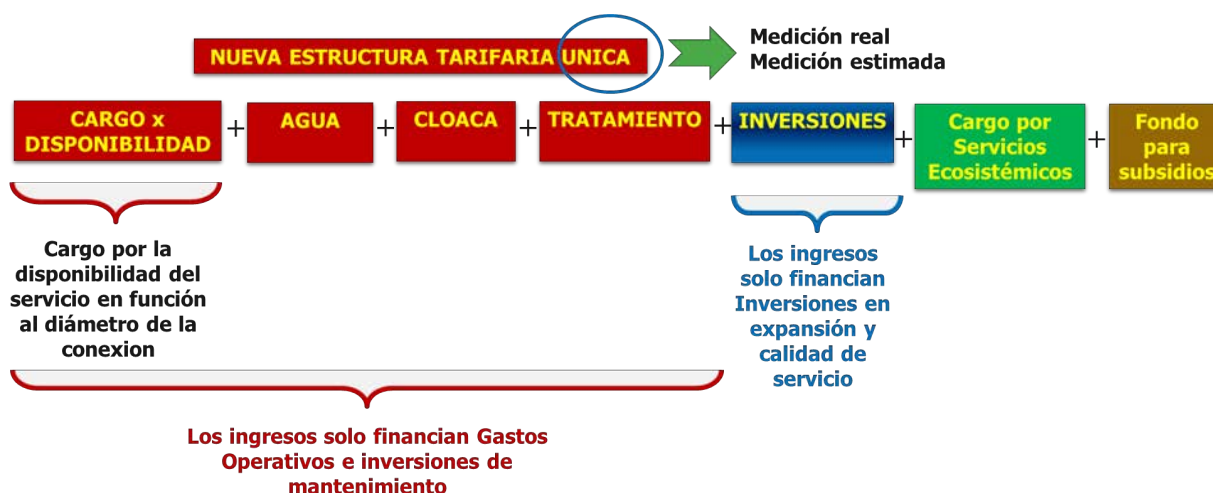 NUEVA ESTRUCTURA TARIFARIA UNICA
Medición real
Medición estimada
CARGO x
DISPONIBILIDAD
+
AGUA
+
CLOACA
+
TRATAMIENTO
+
INVERSIONES
+
Cargo por
Servicios
Ecosistémicos
+
Fondo
para
subsidios
Cargo por la
disponibilidad del
servicio en función
al diámetro de la
conexion
Los ingresos
solo financian
Inversiones en
expansión y
calidad de
servicio
Los ingresos solo financian Gastos
Operativos e inversiones de
mantenimiento